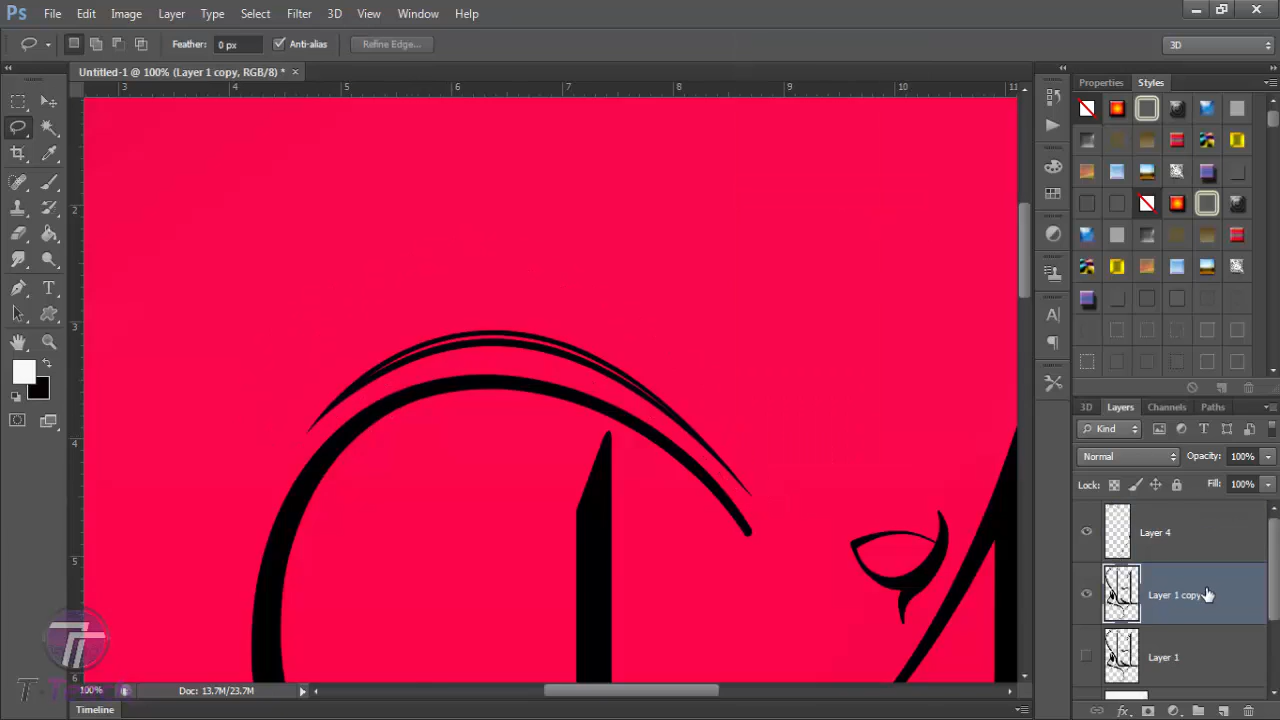 Ps File Edit Image Layer Type Select Filter 3D View Window Help
Feather: 0 px Anti-alias Refine Edge... 3D
Untitled-1 @ 100% (Layer 1 copy, RGB/8) * ×
Properties Styles
3 4 5 6 7 8 9 10 11
2
3
4
5
6
3D Layers Channels Paths
Kind
Normal Opacity: 100%
Lock: Fill: 100%
Layer 4
Layer 1 copy
Layer 1
100% Doc: 13.7M/23.7M
Timeline